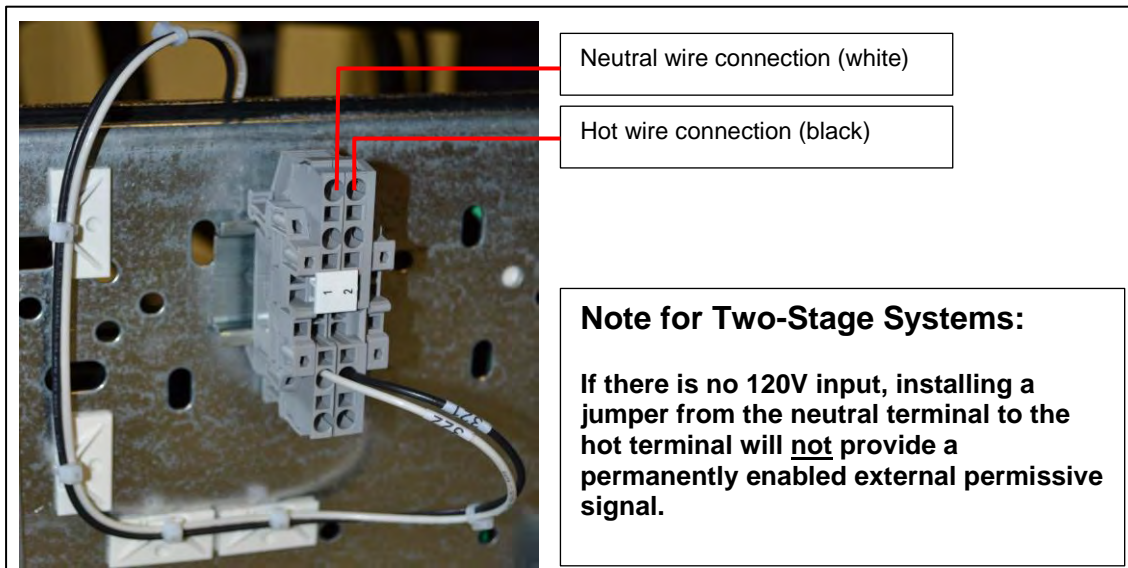 Neutral wire connection (white)
Hot wire connection (black)
1
2
321
322
Note for Two-Stage Systems:
If there is no 120V input, installing a
jumper from the neutral terminal to the
hot terminal will not provide a
permanently enabled external permissive
signal.